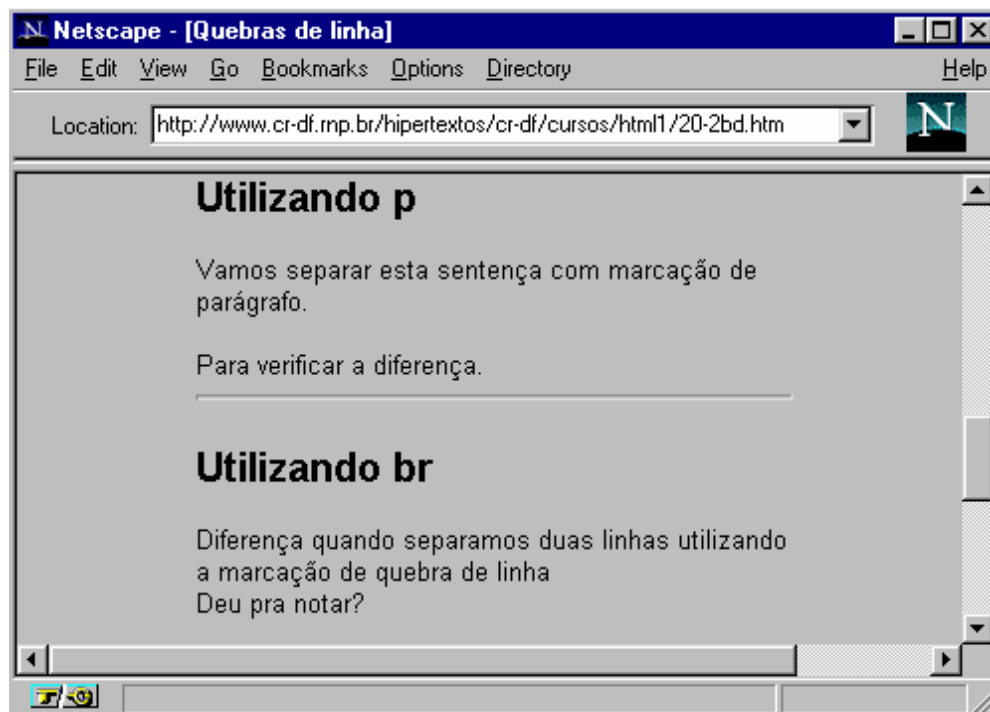 Netscape - [Quebras de linha]
File Edit View Go Bookmarks Options Directory Help
Location: http://www.cr-df.rnp.br/hipertextos/cr-df/cursos/html1/20-2bd.htm
N
Utilizando p
Vamos separar esta sentença com marcação de
parágrafo.
Para verificar a diferença.
Utilizando br
Diferença quando separamos duas linhas utilizando
a marcação de quebra de linha
Deu pra notar?